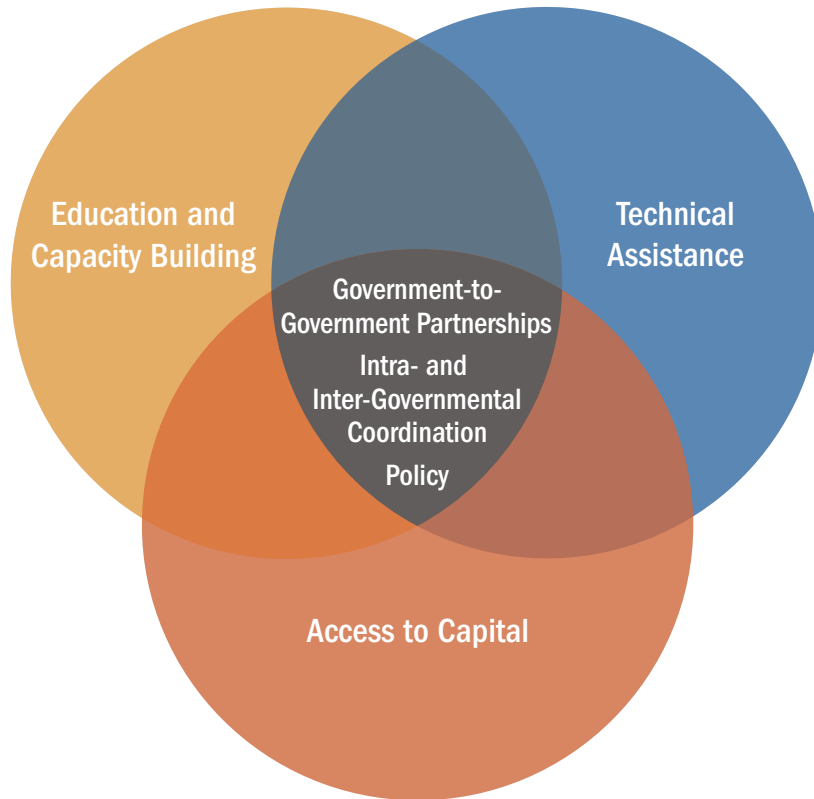 Education and
Capacity Building
Technical
Assistance
Government-to-
Government Partnerships
Intra- and
Inter-Governmental
Coordination
Policy
Access to Capital